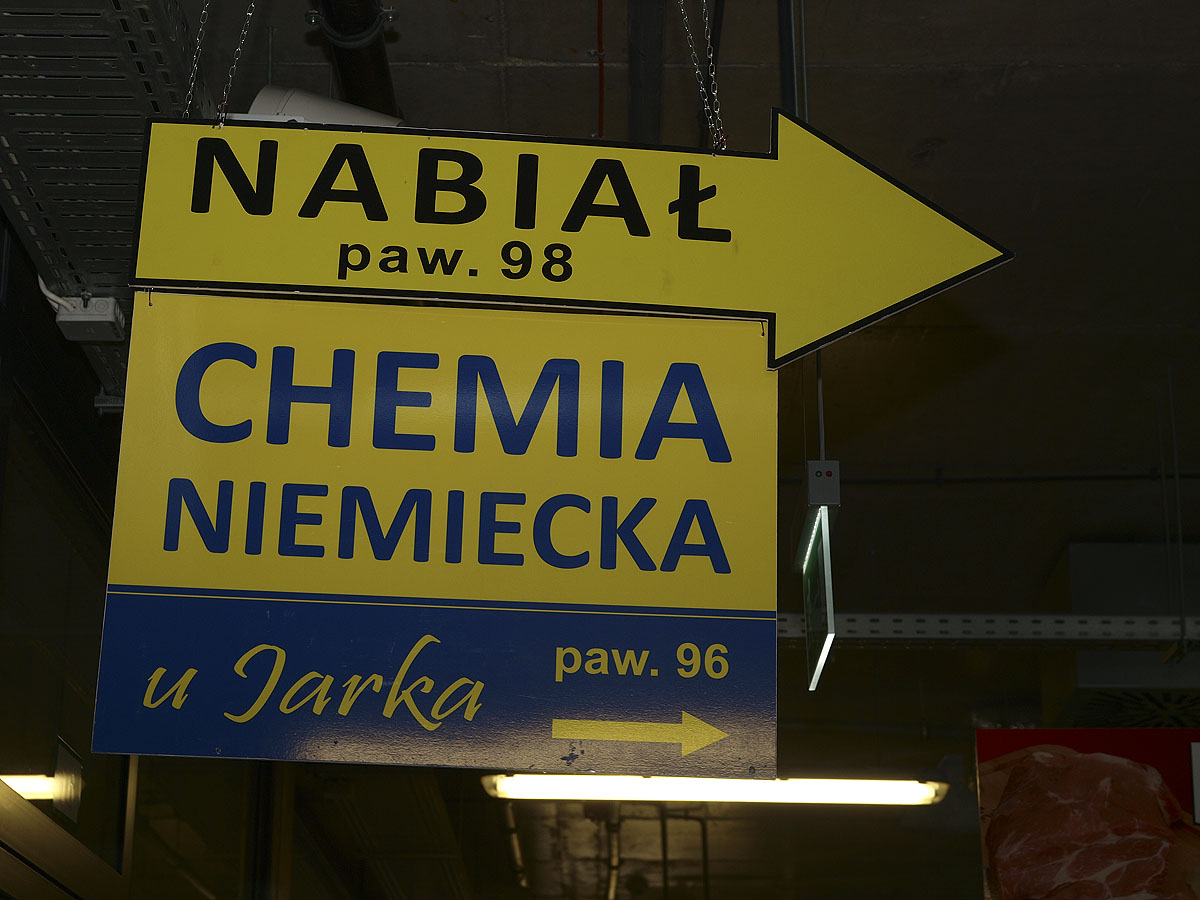 NABIAŁ
paw. 98
CHEMIA
NIEMIECKA
u Jarka
paw. 96